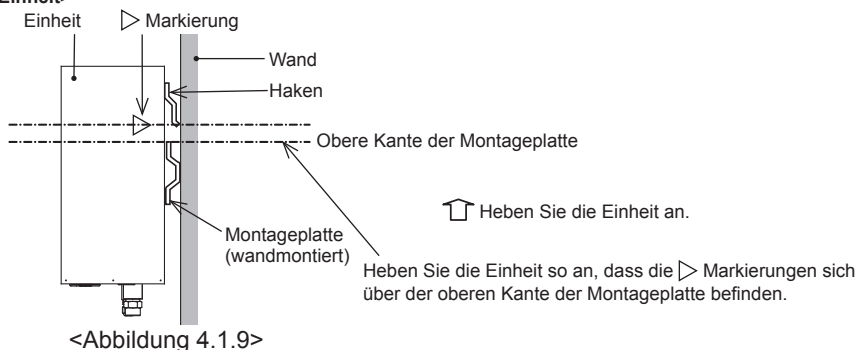 Einheit>
Einheit
▷ Markierung
Wand
Haken
Obere Kante der Montageplatte
Heben Sie die Einheit an.
Montageplatte
(wandmontiert)
Heben Sie die Einheit so an, dass die ▷ Markierungen sich
über der oberen Kante der Montageplatte befinden.
<Abbildung 4.1.9>